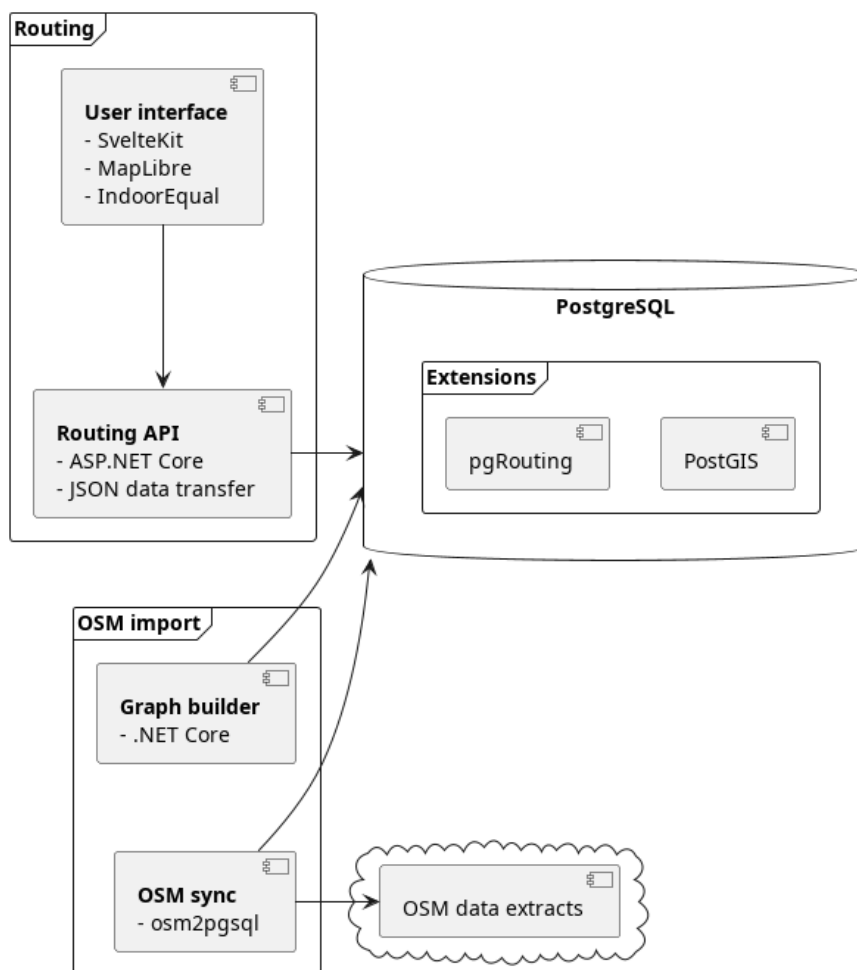 Routing
User interface
- SvelteKit
- MapLibre
- IndoorEqual
Routing API
- ASP.NET Core
- JSON data transfer
PostgreSQL
Extensions
pgRouting
PostGIS
OSM import
Graph builder
- .NET Core
OSM sync
- osm2pgsql
OSM data extracts